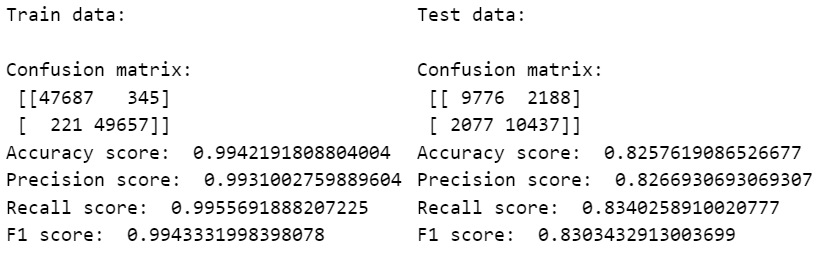 Train data:
Confusion matrix:
[[47687   345]
[  221 49657]]
Accuracy score:  0.9942191808804004
Precision score:  0.9931002759889604
Recall score:  0.9955691888207225
F1 score:  0.9943331998398078
Test data:
Confusion matrix:
[[ 9776  2188]
[ 2077 10437]]
Accuracy score:  0.8257619086526677
Precision score:  0.8266930693069307
Recall score:  0.8340258910020777
F1 score:  0.8303432913003699